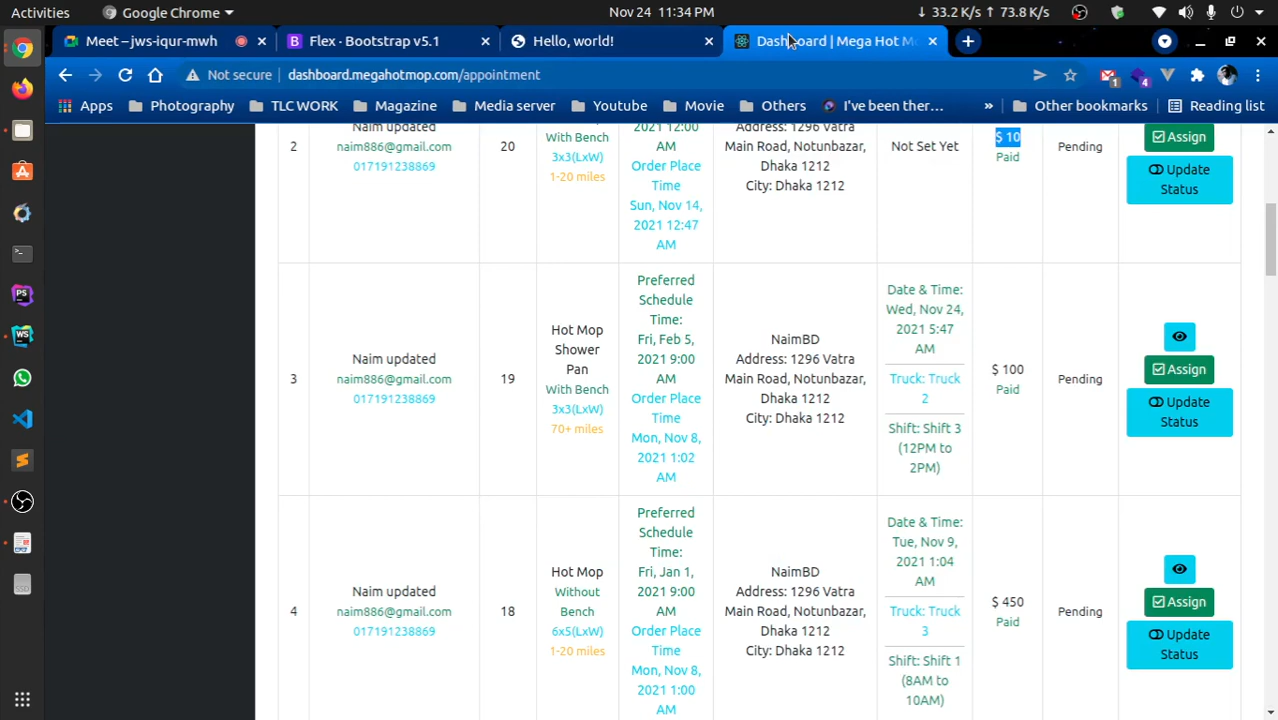 Activities
Google Chrome
Nov 24 11:34 PM
↓ 33.2 K/s ↑ 73.8 K/s
Meet – jws-iqur-mwh
Flex · Bootstrap v5.1
Hello, world!
Dashboard | Mega Hot Mo
Not secure
dashboard.megahotmop.com/appointment
Apps
Photography
TLC WORK
Magazine
Media server
Youtube
Movie
Others
I've been ther...
»
Other bookmarks
Reading list
2
Naim updated
naim886@gmail.com
017191238869
20
With Bench
3x3(LxW)
1-20 miles
2021 12:00
AM
Order Place
Time
Sun, Nov 14,
2021 12:47
AM
Address: 1296 Vatra
Main Road, Notunbazar,
Dhaka 1212
City: Dhaka 1212
Not Set Yet
$ 10
Paid
Pending
Assign
Update
Status
3
Naim updated
naim886@gmail.com
017191238869
19
Hot Mop
Shower
Pan
With Bench
3x3(LxW)
70+ miles
Preferred
Schedule
Time:
Fri, Feb 5,
2021 9:00
AM
Order Place
Time
Mon, Nov 8,
2021 1:02
AM
NaimBD
Address: 1296 Vatra
Main Road, Notunbazar,
Dhaka 1212
City: Dhaka 1212
Date & Time:
Wed, Nov 24,
2021 5:47
AM
Truck: Truck
2
Shift: Shift 3
(12PM to
2PM)
$ 100
Paid
Pending
Assign
Update
Status
4
Naim updated
naim886@gmail.com
017191238869
18
Hot Mop
Without
Bench
6x5(LxW)
1-20 miles
Preferred
Schedule
Time:
Fri, Jan 1,
2021 9:00
AM
Order Place
Time
Mon, Nov 8,
2021 1:00
AM
NaimBD
Address: 1296 Vatra
Main Road, Notunbazar,
Dhaka 1212
City: Dhaka 1212
Date & Time:
Tue, Nov 9,
2021 1:04
AM
Truck: Truck
3
Shift: Shift 1
(8AM to
10AM)
$ 450
Paid
Pending
Assign
Update
Status